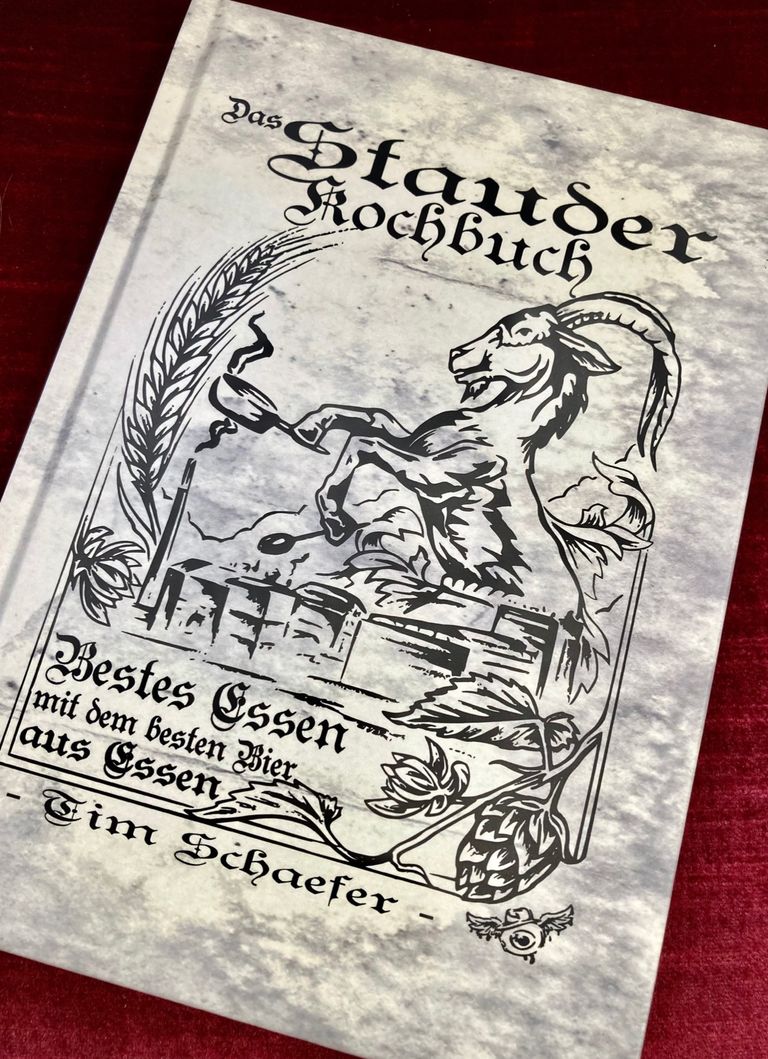 Das Stauder
Kochbuch
Bestes Essen
mit dem besten Bier
aus Essen
- Tim Schaefer -